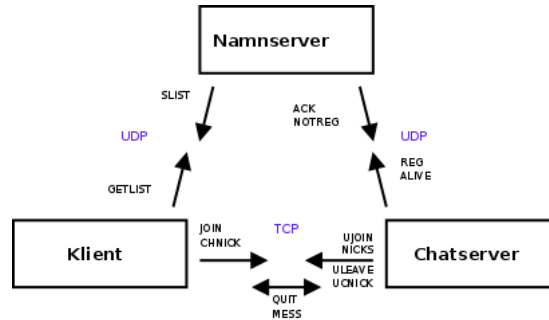 Namnserver
SLIST
ACK
NOTREG
UDP
UDP
GETLIST
REG
ALIVE
Klient
JOIN
CHNICK
TCP
UJOIN
NICKS
ULEAVE
UCNICK
QUIT
MESS
Chatserver